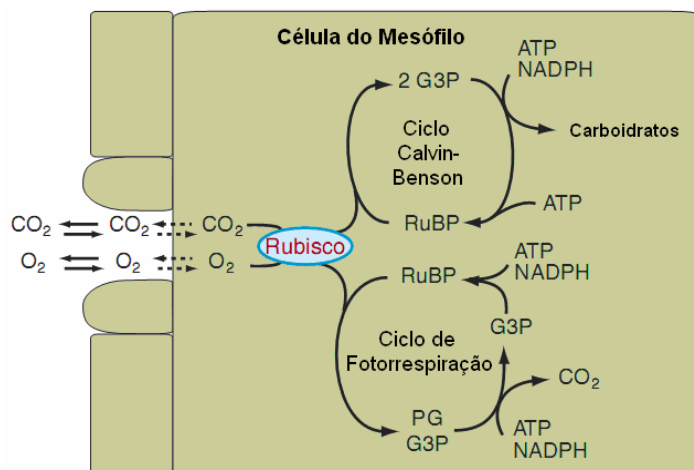 Célula do Mesófilo
ATP
NADPH
2 G3P
Ciclo
Calvin-
Benson
Carboidratos
CO₂ CO₂ CO₂
RuBP
ATP
Rubisco
O₂ O₂ O₂
RuBP
ATP
NADPH
G3P
Ciclo de
Fotorrespiração
CO₂
PG
G3P
ATP
NADPH